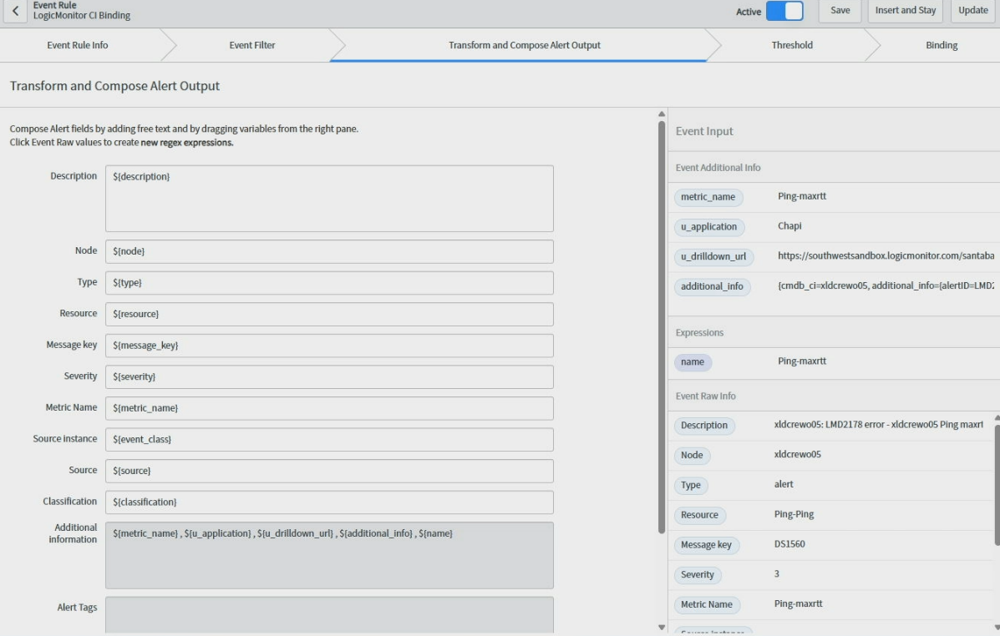 Event Rule
LogicMonitor CI Binding
Active
Save
Insert and Stay
Update
Event Rule Info
Event Filter
Transform and Compose Alert Output
Threshold
Binding
Transform and Compose Alert Output
Compose Alert fields by adding free text and by dragging variables from the right pane.
Click Event Raw values to create new regex expressions.
Description ${description}
Node ${node}
Type ${type}
Resource ${resource}
Message key ${message_key}
Severity ${severity}
Metric Name ${metric_name}
Source instance ${event_class}
Source ${source}
Classification ${classification}
Additional
information
${metric_name} , ${u_application} , ${u_drilldown_url} , ${additional_info} , ${name}
Alert Tags
Event Input
Event Additional Info
metric_name Ping-maxrtt
u_application Chapi
u_drilldown_url https://southwestsandbox.logicmonitor.com/santaba
additional_info {cmdb_ci=xldcrewo05, additional_info={alertID=LMD2
Expressions
name Ping-maxrtt
Event Raw Info
Description xldcrewo05: LMD2178 error - xldcrewo05 Ping maxrt
Node xldcrewo05
Type alert
Resource Ping-Ping
Message key DS1560
Severity 3
Metric Name Ping-maxrtt
Source instance